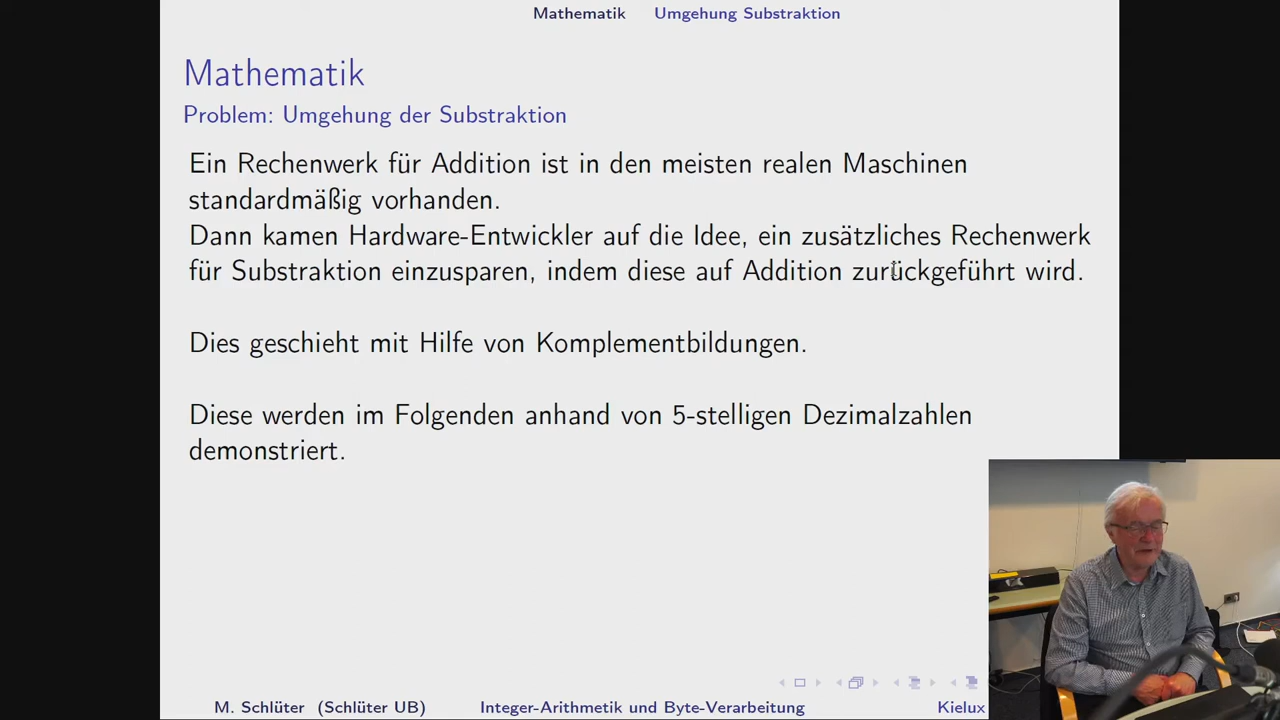 Mathematik Umgehung Substraktion
Mathematik
Problem: Umgehung der Substraktion
Ein Rechenwerk für Addition ist in den meisten realen Maschinen
standardmäßig vorhanden.
Dann kamen Hardware-Entwickler auf die Idee, ein zusätzliches Rechenwerk
für Substraktion einzusparen, indem diese auf Addition zurückgeführt wird.
Dies geschieht mit Hilfe von Komplementbildungen.
Diese werden im Folgenden anhand von 5-stelligen Dezimalzahlen
demonstriert.
M. Schlüter (Schlüter UB) Integer-Arithmetik und Byte-Verarbeitung Kielux